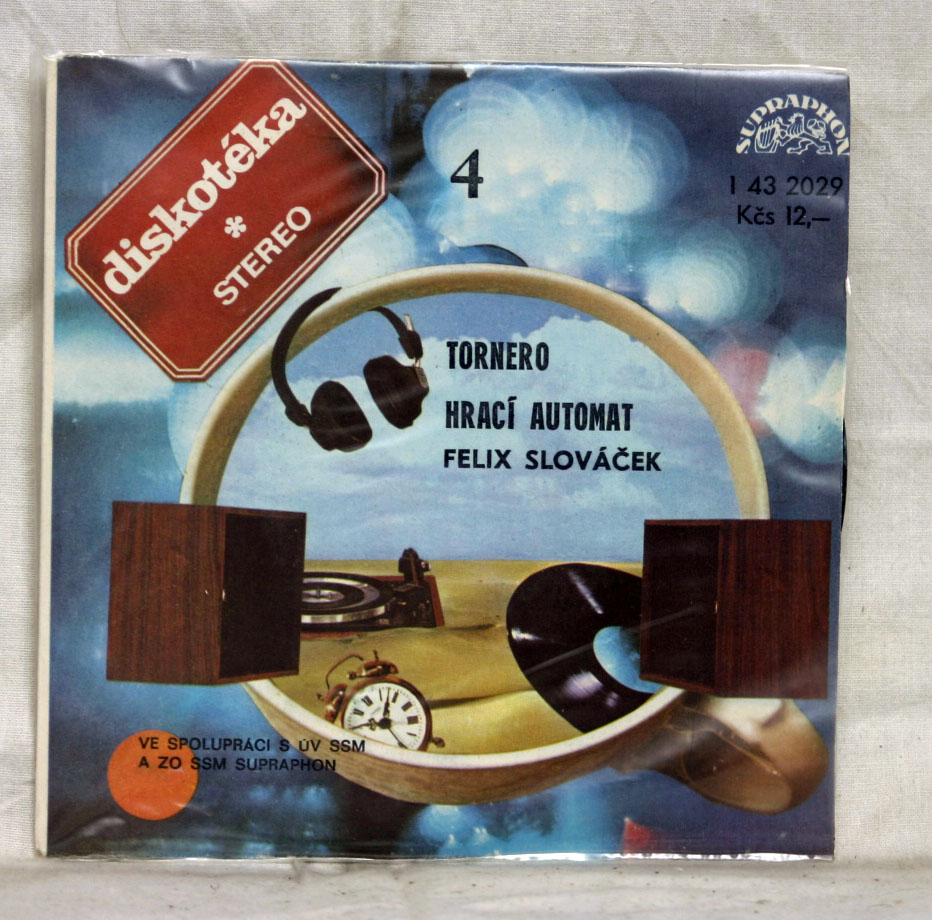 diskotéka
*
STEREO
4
SUPRAPHON
1 43 2029
Kčs 12,—
TORNERO
HRACÍ AUTOMAT
FELIX SLOVÁČEK
VE SPOLUPRÁCI S ÚV SSM
A ZO SSM SUPRAPHON